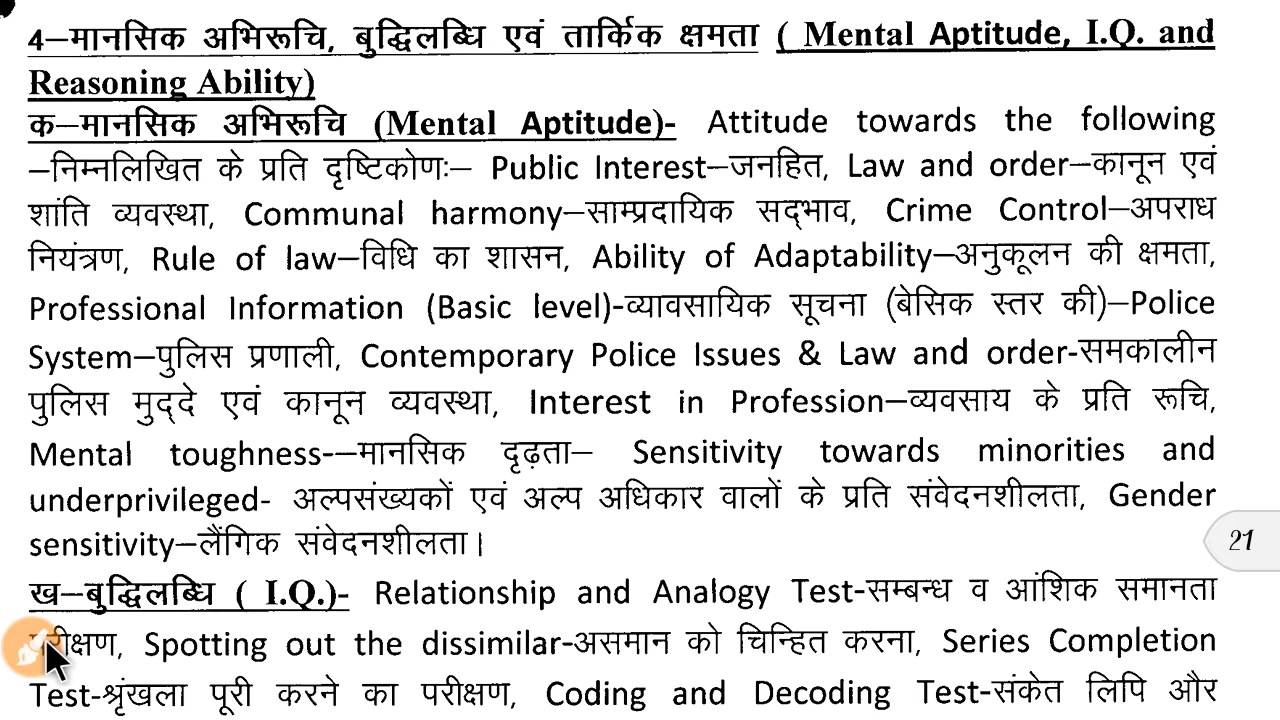 4—मानसिक अभिरूचि, बुद्धिलब्धि एवं तार्किक क्षमता ( Mental Aptitude, I.Q. and
Reasoning Ability)
क—मानसिक अभिरूचि (Mental Aptitude)- Attitude towards the following
—निम्नलिखित के प्रति दृष्टिकोणः— Public Interest—जनहित, Law and order—कानून एवं
शांति व्यवस्था, Communal harmony—साम्प्रदायिक सद्भाव, Crime Control—अपराध
नियंत्रण, Rule of law—विधि का शासन, Ability of Adaptability—अनुकूलन की क्षमता,
Professional Information (Basic level)-व्यावसायिक सूचना (बेसिक स्तर की)—Police
System—पुलिस प्रणाली, Contemporary Police Issues & Law and order-समकालीन
पुलिस मुद्दे एवं कानून व्यवस्था, Interest in Profession—व्यवसाय के प्रति रूचि,
Mental toughness-—मानसिक दृढ़ता— Sensitivity towards minorities and
underprivileged- अल्पसंख्यकों एवं अल्प अधिकार वालों के प्रति संवेदनशीलता, Gender
sensitivity—लैंगिक संवेदनशीलता।
21
ख—बुद्धिलब्धि ( I.Q.)- Relationship and Analogy Test-सम्बन्ध व आंशिक समानता
परीक्षण, Spotting out the dissimilar-असमान को चिन्हित करना, Series Completion
Test-श्रृंखला पूरी करने का परीक्षण, Coding and Decoding Test-संकेत लिपि और